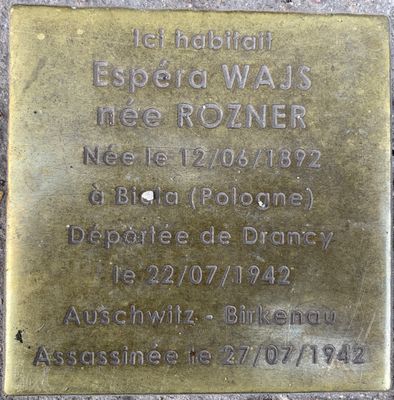 Ici habitait
Espéra WAJS
née ROZNER
Née le 12/06/1892
à Biala (Pologne)
Déportée de Drancy
le 22/07/1942
Auschwitz - Birkenau
Assassinée le 27/07/1942